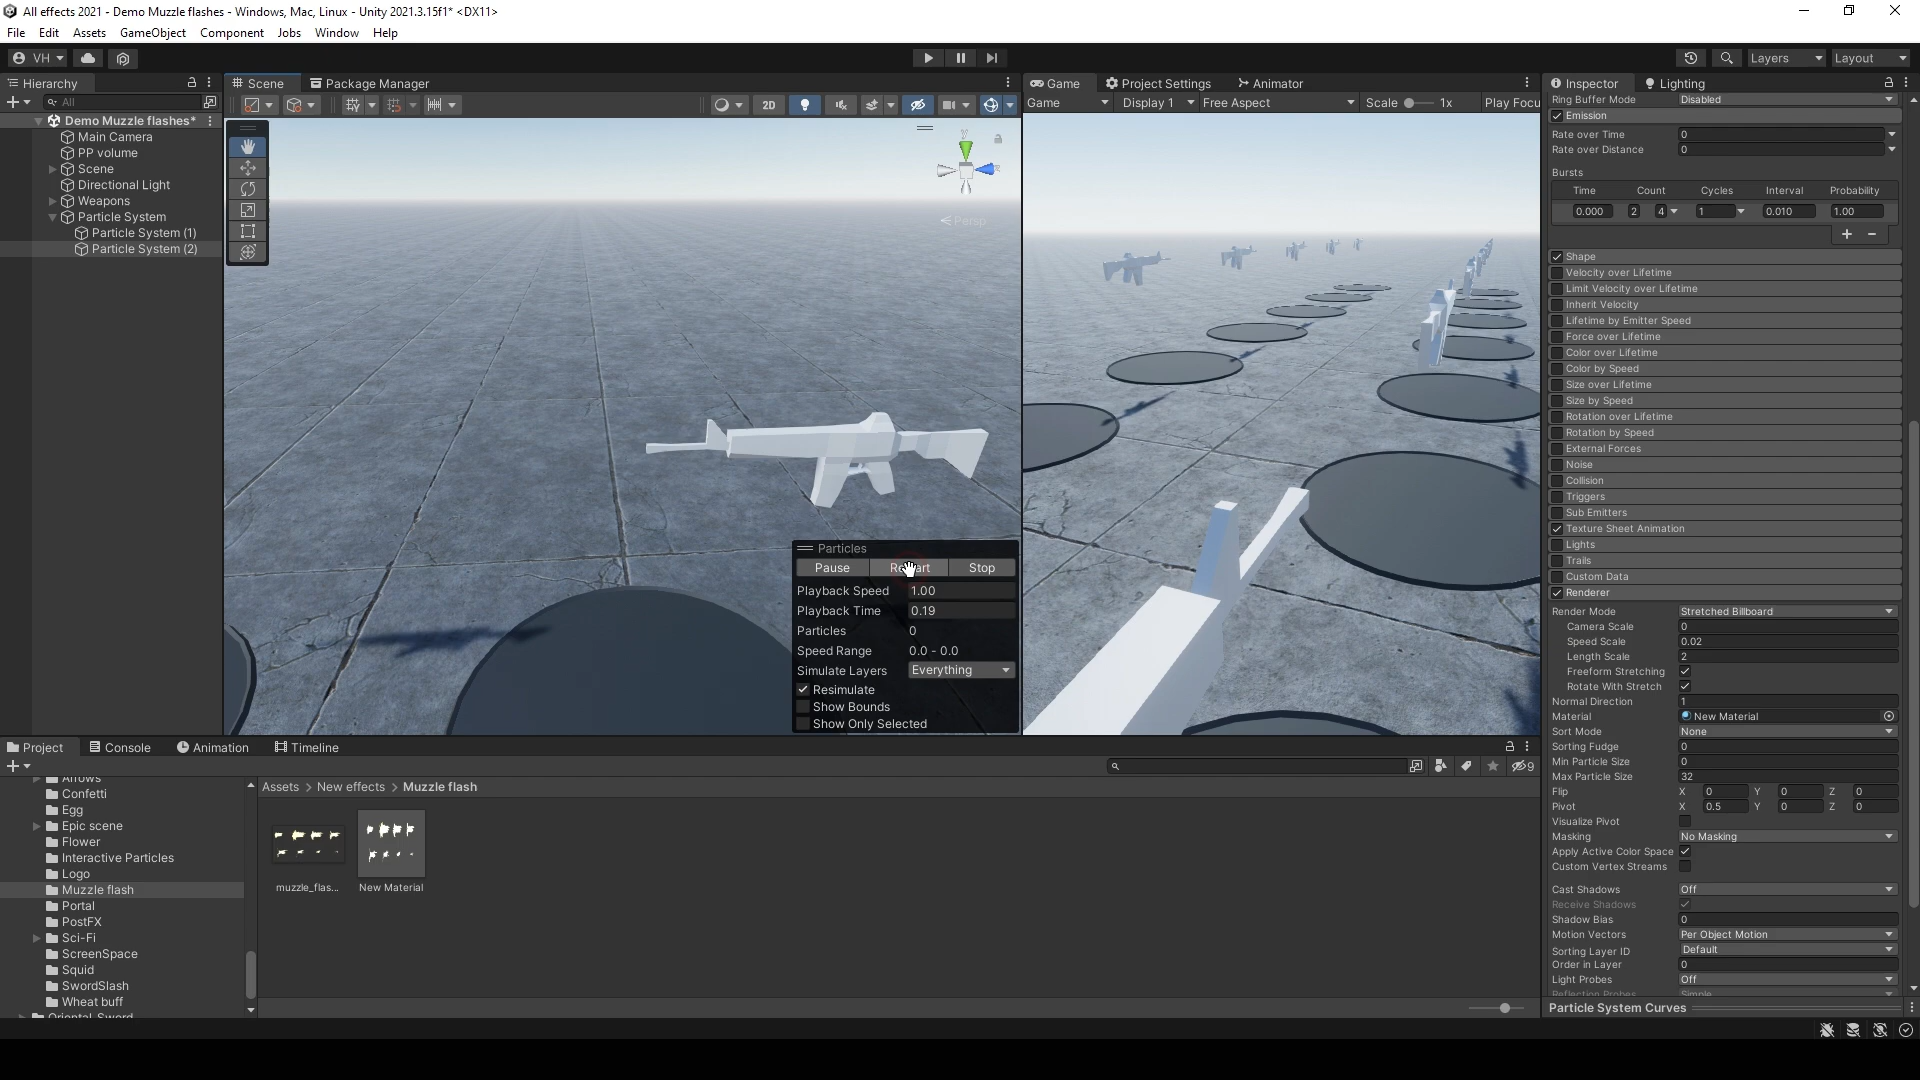 All effects 2021 - Demo Muzzle flashes - Windows, Mac, Linux - Unity 2021.3.15f1* <DX11>
File Edit Assets GameObject Component Jobs Window Help
VH Layers Layout
Hierarchy
All
Demo Muzzle flashes*
Main Camera
PP volume
Scene
Directional Light
Weapons
Particle System
Particle System (1)
Particle System (2)
Scene Package Manager
2D
y
Persp
Particles
Pause Stop
Playback Speed 1.00
Playback Time 0.19
Particles 0
Speed Range 0.0 - 0.0
Simulate Layers Everything
Resimulate
Show Bounds
Show Only Selected
Game Project Settings Animator
Game Display 1 Free Aspect Scale 1x Play Focu
Inspector Lighting
Ring Buffer Mode Disabled
Emission
Rate over Time 0
Rate over Distance 0
Bursts
Time Count Cycles Interval Probability
0.000 2 4 1 0.010 1.00
Shape
Velocity over Lifetime
Limit Velocity over Lifetime
Inherit Velocity
Lifetime by Emitter Speed
Force over Lifetime
Color over Lifetime
Color by Speed
Size over Lifetime
Size by Speed
Rotation over Lifetime
Rotation by Speed
External Forces
Noise
Collision
Triggers
Sub Emitters
Texture Sheet Animation
Lights
Trails
Custom Data
Renderer
Render Mode Stretched Billboard
Camera Scale 0
Speed Scale 0.02
Length Scale 2
Freeform Stretching
Rotate With Stretch
Normal Direction 1
Material New Material
Sort Mode None
Sorting Fudge 0
Min Particle Size 0
Max Particle Size 32
Flip X 0 Y 0 Z 0
Pivot X 0.5 Y 0 Z 0
Visualize Pivot
Masking No Masking
Apply Active Color Space
Custom Vertex Streams
Cast Shadows Off
Receive Shadows
Shadow Bias 0
Motion Vectors Per Object Motion
Sorting Layer ID Default
Order in Layer 0
Light Probes Off
Reflection Probes Simple
Particle System Curves
Project Console Animation Timeline
9
Arrows
Confetti
Egg
Epic scene
Flower
Interactive Particles
Logo
Muzzle flash
Portal
PostFX
Sci-Fi
ScreenSpace
Squid
SwordSlash
Wheat buff
Oriental Sword
Assets > New effects > Muzzle flash
muzzle_flas... New Material